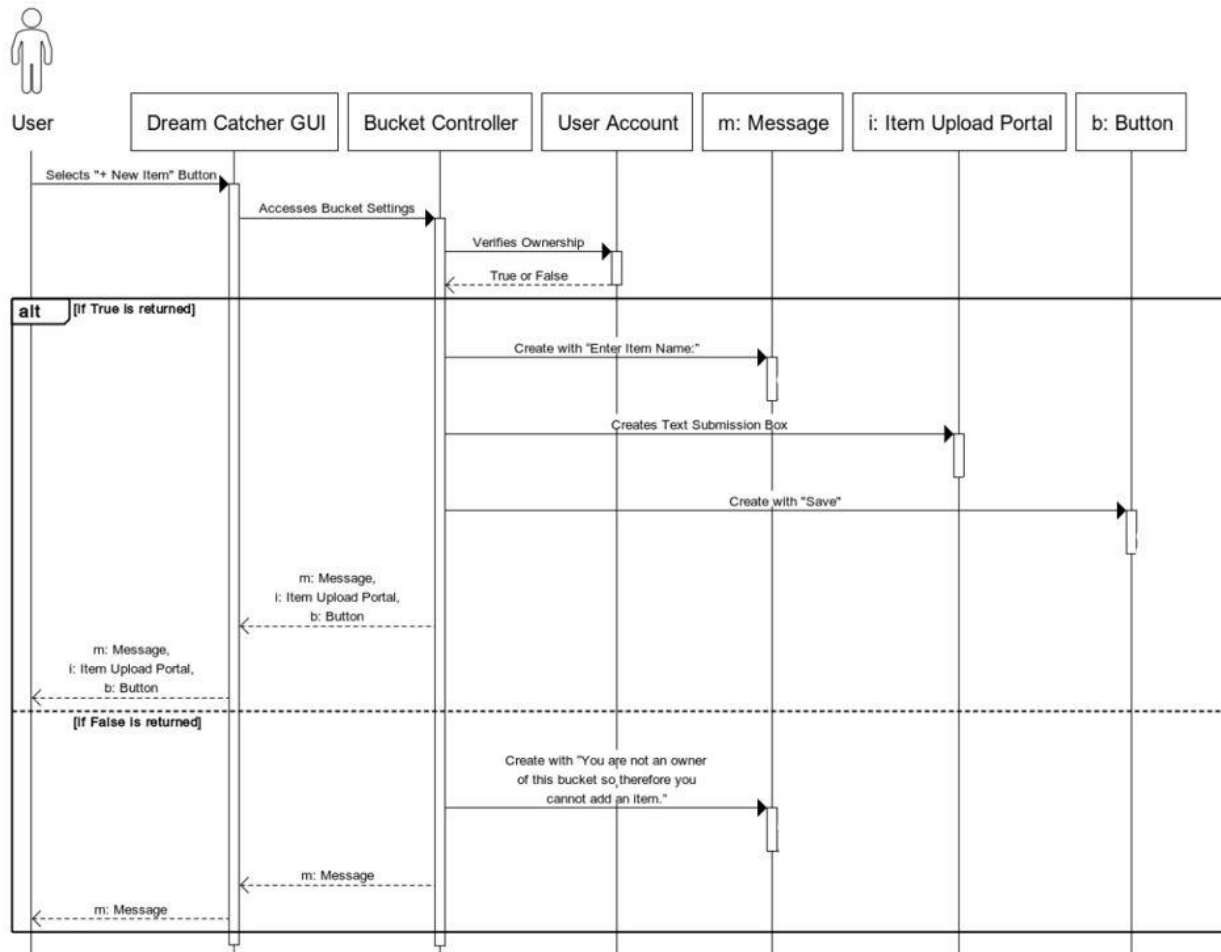 User
Dream Catcher GUI
Bucket Controller
User Account
m: Message
i: Item Upload Portal
b: Button
Selects "+ New Item" Button
Accesses Bucket Settings
Verifies Ownership
True or False
alt
[If True is returned]
Create with "Enter Item Name:"
Creates Text Submission Box
Create with "Save"
m: Message,
i: Item Upload Portal,
b: Button
m: Message,
i: Item Upload Portal,
b: Button
[If False is returned]
Create with "You are not an owner
of this bucket so therefore you
cannot add an item."
m: Message
m: Message